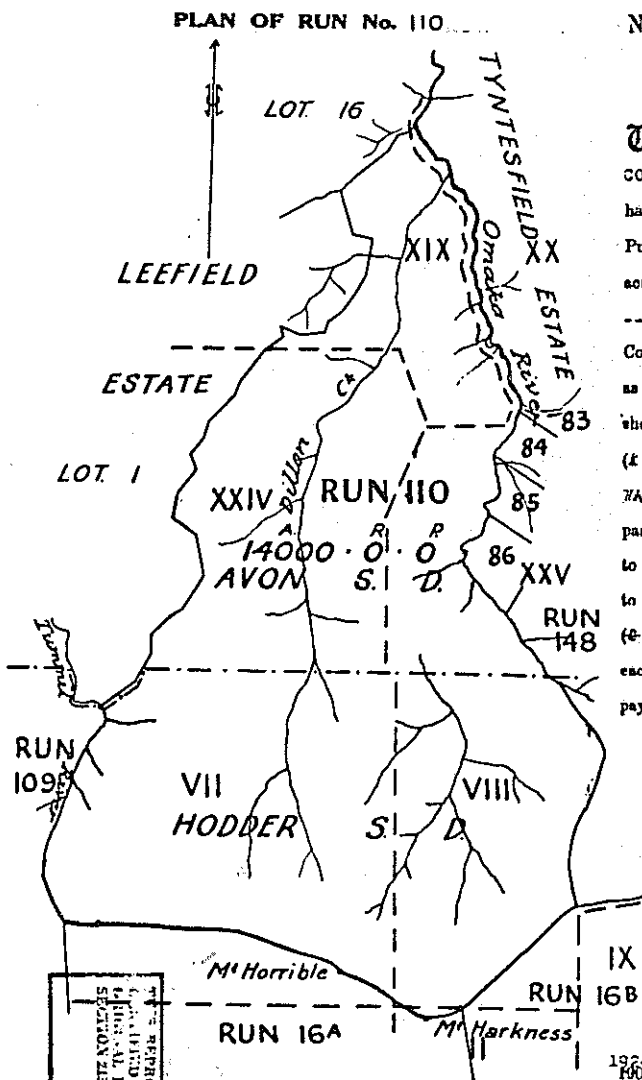 PLAN OF RUN No. 110
LOT. 16
TYNTESFIELD
ESTATE
XIX
XX
Omaka
River
LEEFIELD
ESTATE
Ck
83
LOT 1
84
Dillon
XXIV
RUN 110
85
A. R R
14000 . 0 . 0
86
AVON S. D.
XXV
RUN
148
RUN
109
VII
VIII
HODDER S. D.
Mt Horrible
IX
RUN 16B
RUN 16A
Mt Harkness
II
SECTION